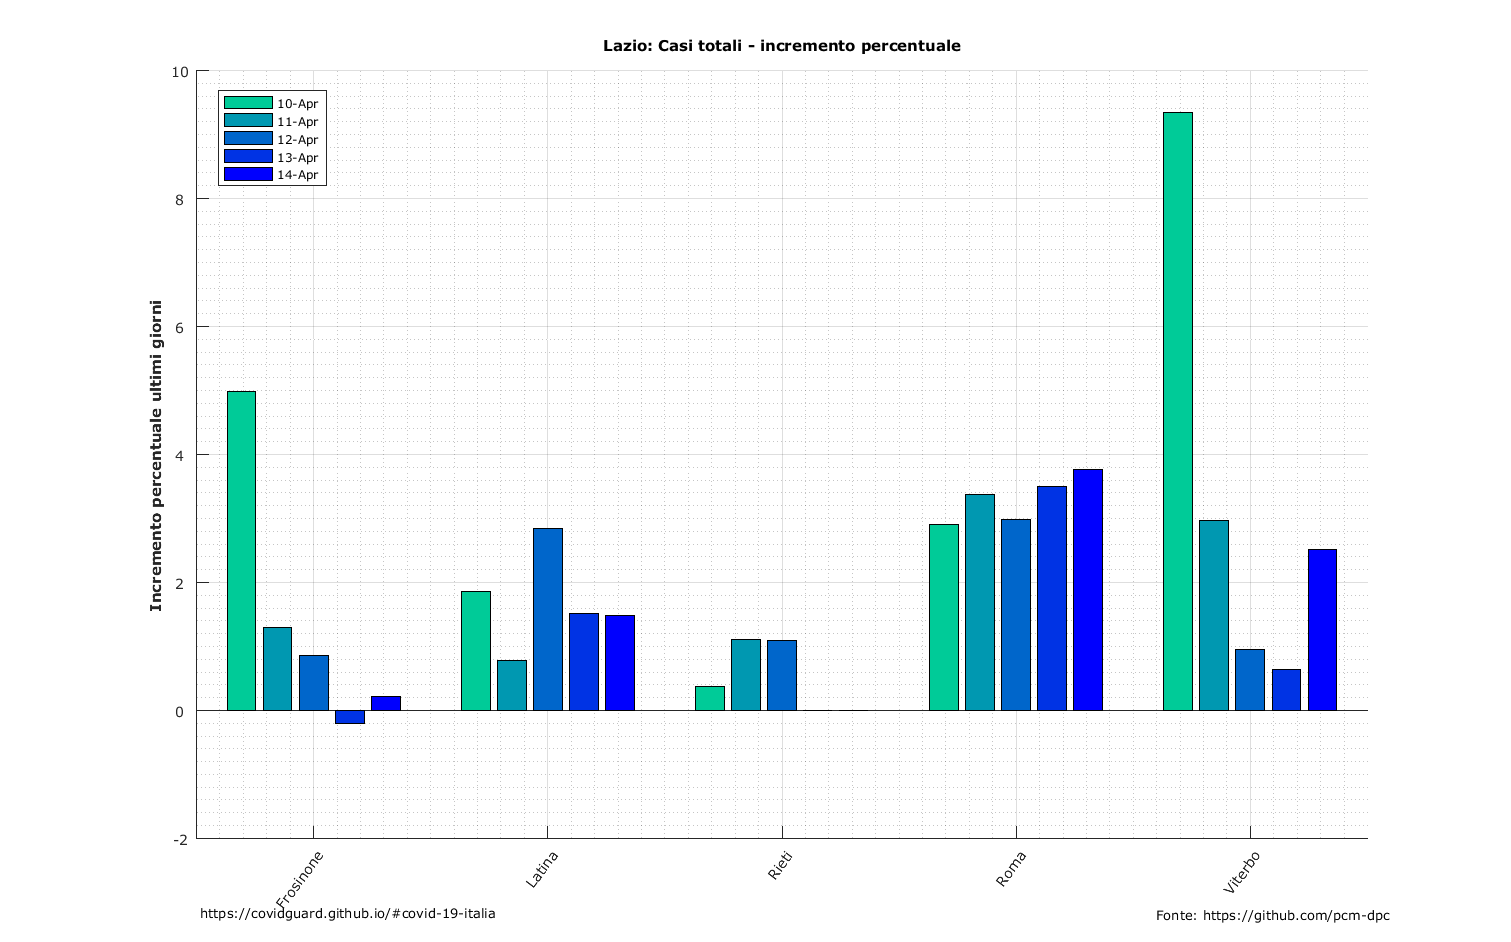 Lazio: Casi totali - incremento percentuale
10
8
6
4
2
0
-2
Incremento percentuale ultimi giorni
10-Apr
11-Apr
12-Apr
13-Apr
14-Apr
Frosinone
Latina
Rieti
Roma
Viterbo
https://covidguard.github.io/#covid-19-italia
Fonte: https://github.com/pcm-dpc